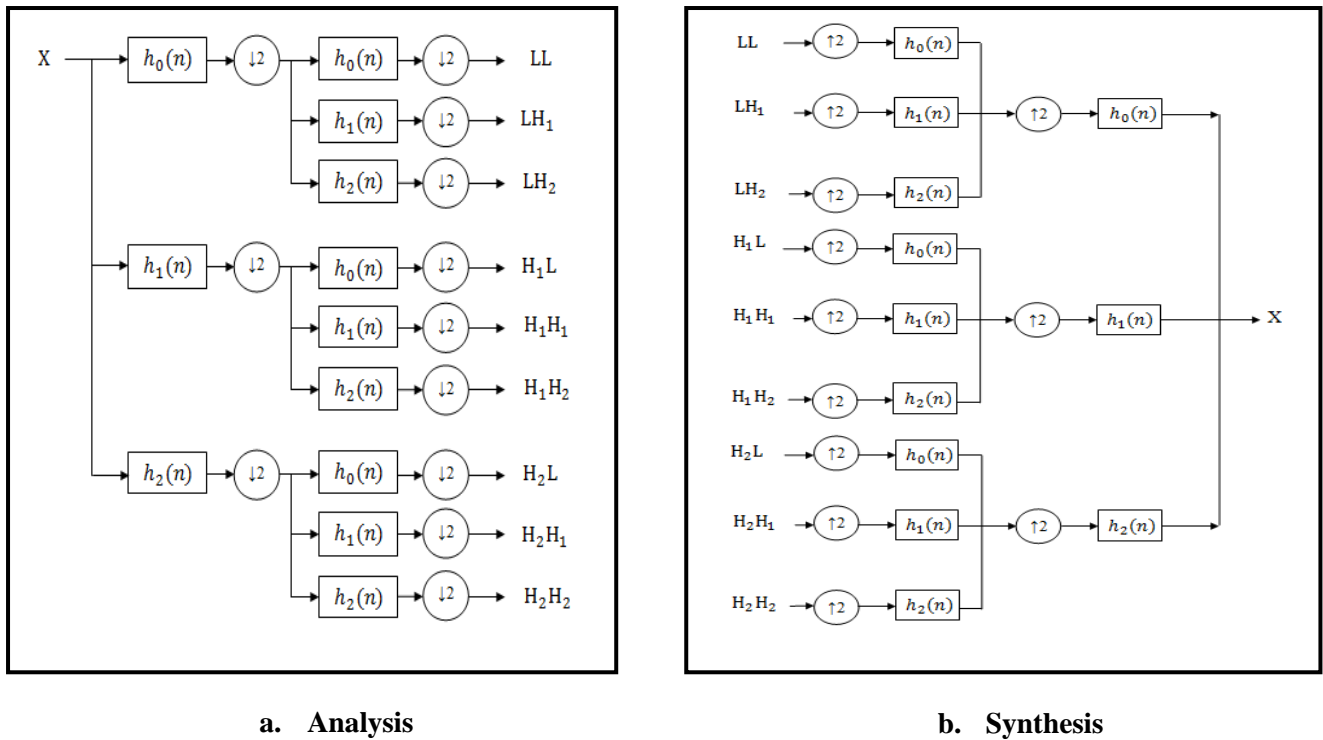 X h₀(n) ↓2 h₀(n) ↓2 LL
h₁(n) ↓2 LH₁
h₂(n) ↓2 LH₂
h₁(n) ↓2 h₀(n) ↓2 H₁L
h₁(n) ↓2 H₁H₁
h₂(n) ↓2 H₁H₂
h₂(n) ↓2 h₀(n) ↓2 H₂L
h₁(n) ↓2 H₂H₁
h₂(n) ↓2 H₂H₂
a. Analysis
LL ↑2 h₀(n)
LH₁ ↑2 h₁(n) ↑2 h₀(n)
LH₂ ↑2 h₂(n)
H₁L ↑2 h₀(n)
H₁H₁ ↑2 h₁(n) ↑2 h₁(n) X
H₁H₂ ↑2 h₂(n)
H₂L ↑2 h₀(n)
H₂H₁ ↑2 h₁(n) ↑2 h₂(n)
H₂H₂ ↑2 h₂(n)
b. Synthesis